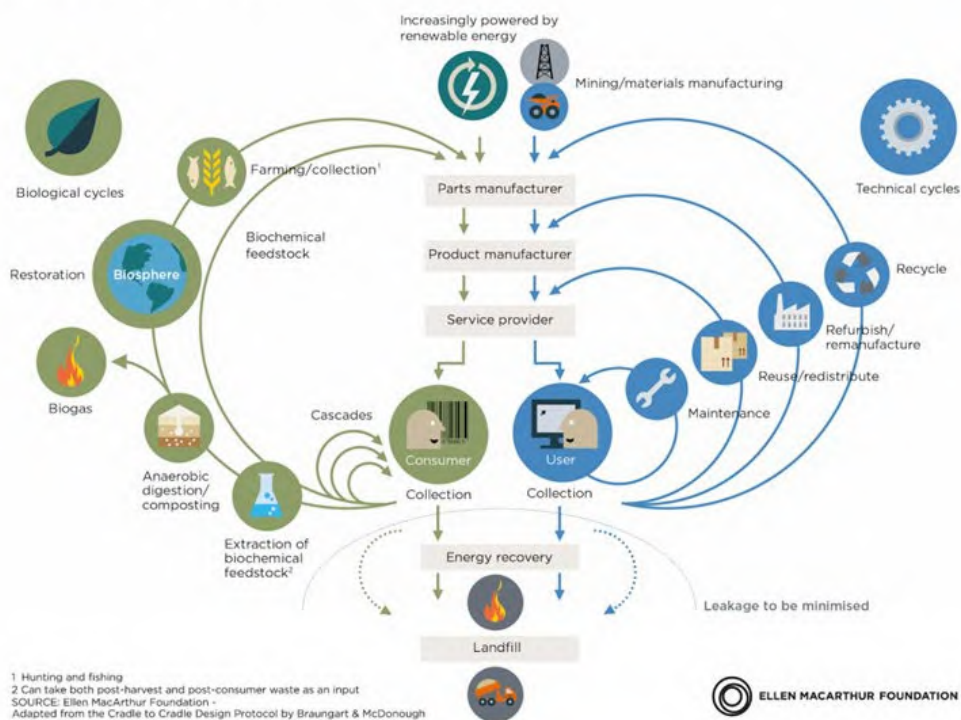 Increasingly powered by
renewable energy
Mining/materials manufacturing
Biological cycles
Technical cycles
Farming/collection¹
Parts manufacturer
Biochemical
feedstock
Restoration
Biosphere
Product manufacturer
Recycle
Service provider
Refurbish/
remanufacture
Reuse/redistribute
Biogas
Maintenance
Cascades
Consumer
User
Anaerobic
digestion/
composting
Collection
Collection
Extraction of
biochemical
feedstock²
Energy recovery
Leakage to be minimised
Landfill
1 Hunting and fishing
2 Can take both post-harvest and post-consumer waste as an input
SOURCE: Ellen MacArthur Foundation -
Adapted from the Cradle to Cradle Design Protocol by Braungart & McDonough
ELLEN MACARTHUR FOUNDATION